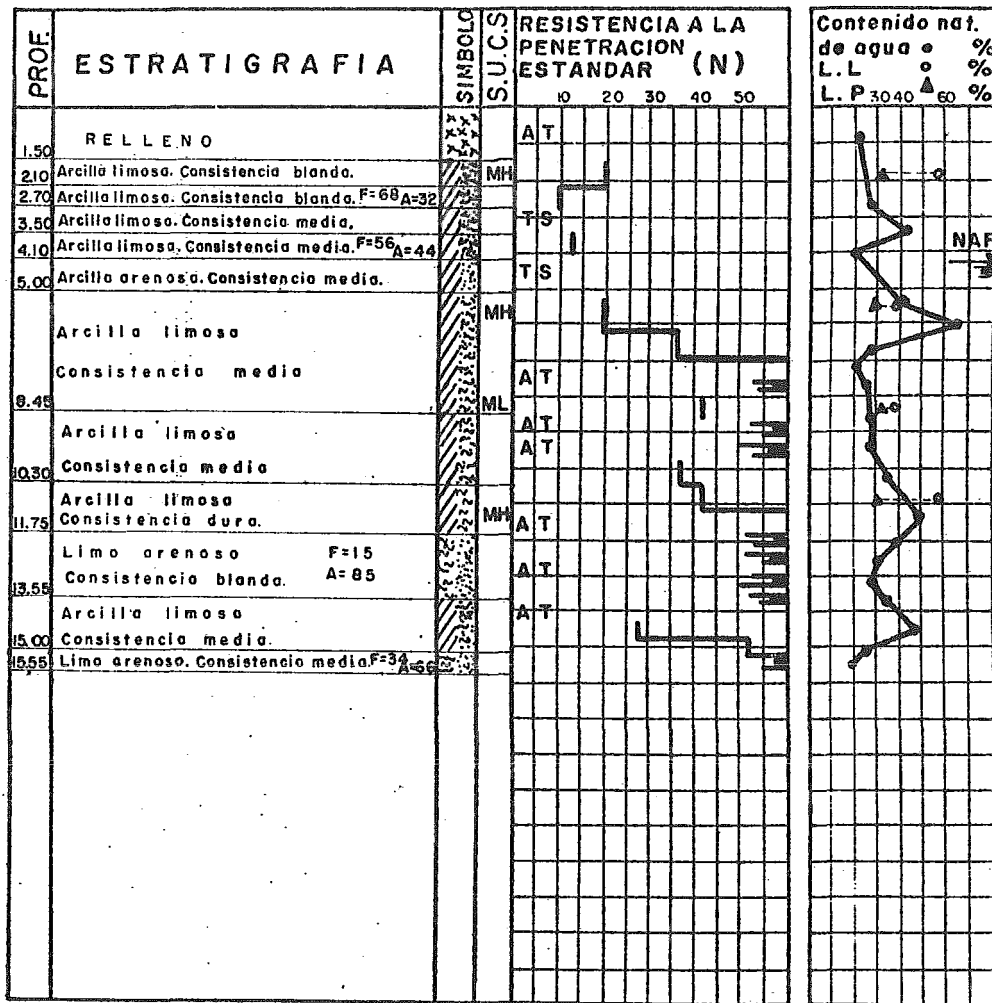 PROF.
ESTRATIGRAFIA
SIMBOLO
S.U.C.S
RESISTENCIA A LA
PENETRACION
ESTANDAR (N)
10 20 30 40 50
Contenido nat.
de agua %
L.L %
L.P 30 40 60 %
RELLENO
1.50
AT
2.10 Arcilla limosa. Consistencia blanda. MH
2.70 Arcilla limosa. Consistencia blanda. F=68 A=32
3.50 Arcilla limosa. Consistencia media. TS
4.10 Arcilla limosa. Consistencia media. F=56 A=44
NAF
5.00 Arcilla arenosa. Consistencia media. TS
Arcilla limosa MH
Consistencia media AT
8.45
ML
Arcilla limosa AT
AT
Consistencia media
10.30
Arcilla limosa
Consistencia dura. MH
11.75
AT
Limo arenoso F=15
Consistencia blanda. A=85 AT
13.55
Arcilla limosa AT
Consistencia media.
15.00
15.55 Limo arenoso. Consistencia media. F=34 A=66